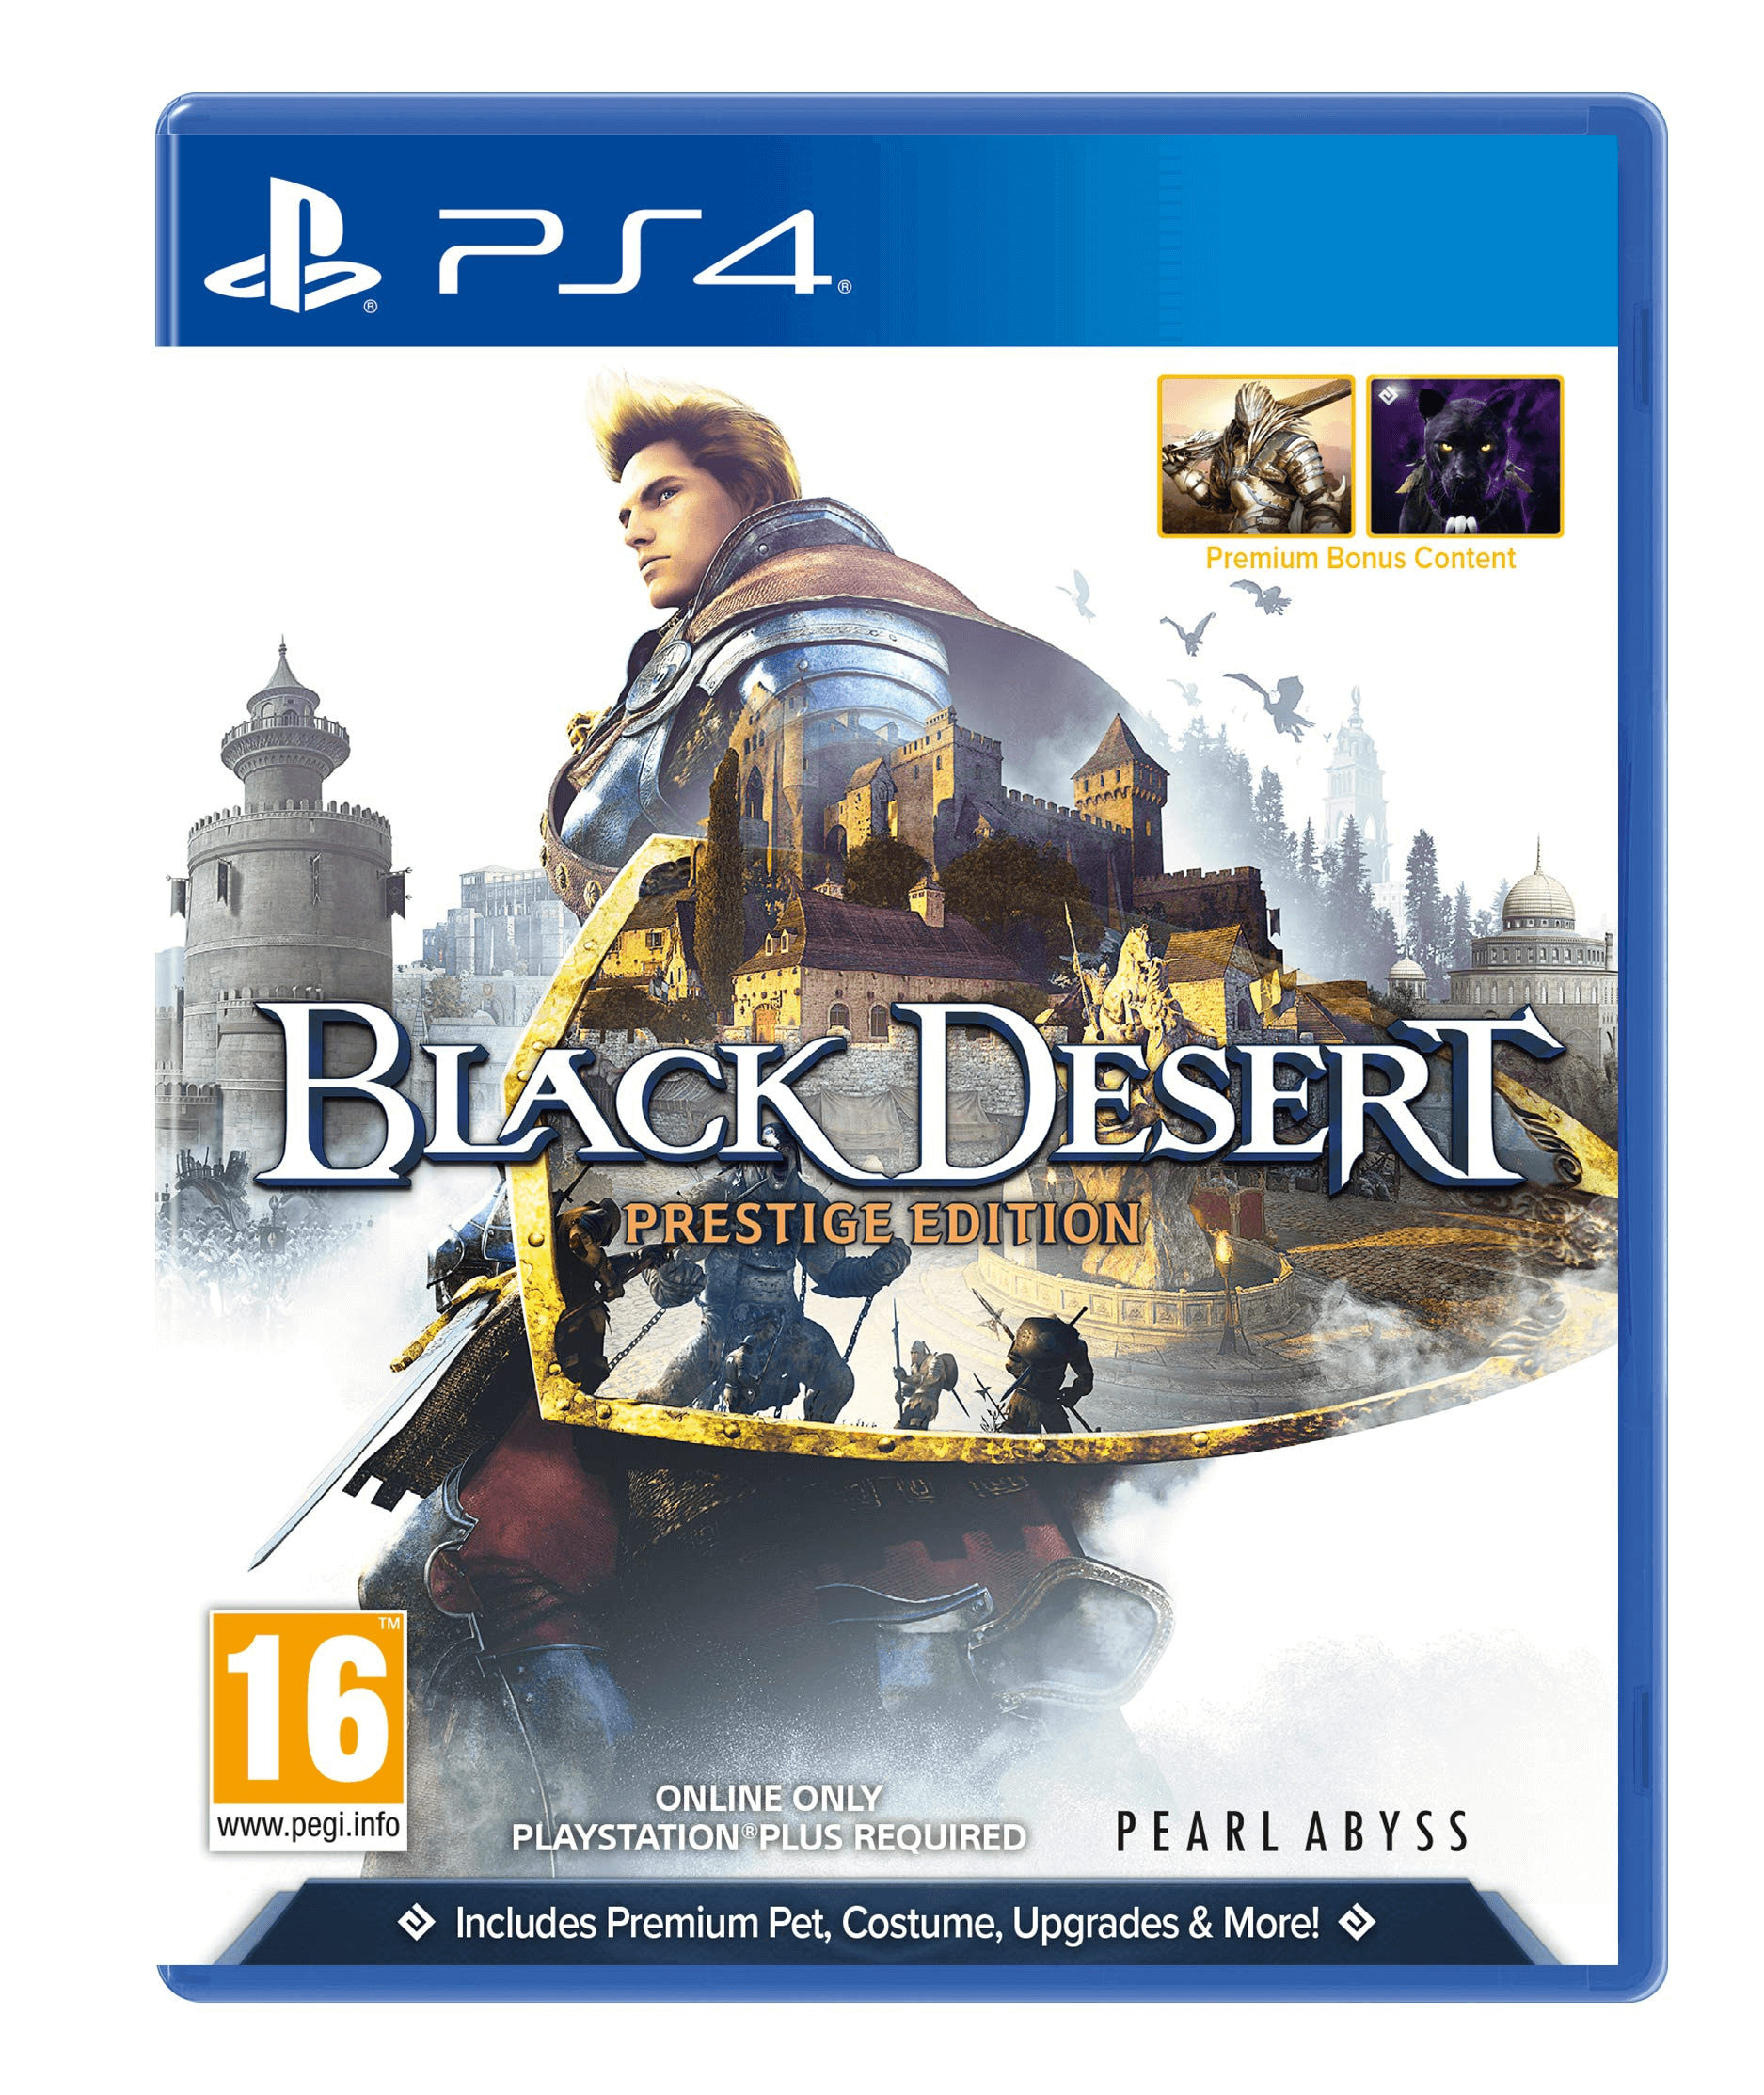 PS4®
Premium Bonus Content
BLACK DESERT
PRESTIGE EDITION
16™
www.pegi.info
ONLINE ONLY
PLAYSTATION®PLUS REQUIRED
PEARL ABYSS
Includes Premium Pet, Costume, Upgrades & More!